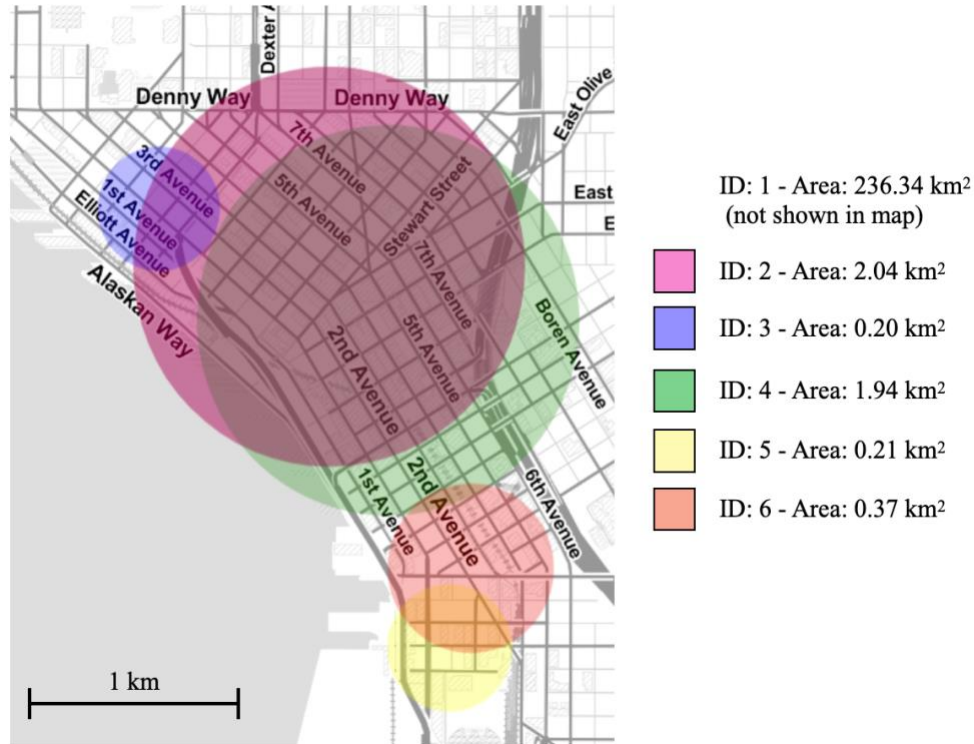 Dexter A
East Olive
Denny Way
Denny Way
7th Avenue
3rd Avenue
1st Avenue
Elliott Avenue
5th Avenue
Stewart Street
East
E
Alaskan Way
7th Avenue
2nd Avenue
5th Avenue
Boren Avenue
1st Avenue
2nd Avenue
6th Avenue
1 km
ID: 1 - Area: 236.34 km²
(not shown in map)
ID: 2 - Area: 2.04 km²
ID: 3 - Area: 0.20 km²
ID: 4 - Area: 1.94 km²
ID: 5 - Area: 0.21 km²
ID: 6 - Area: 0.37 km²